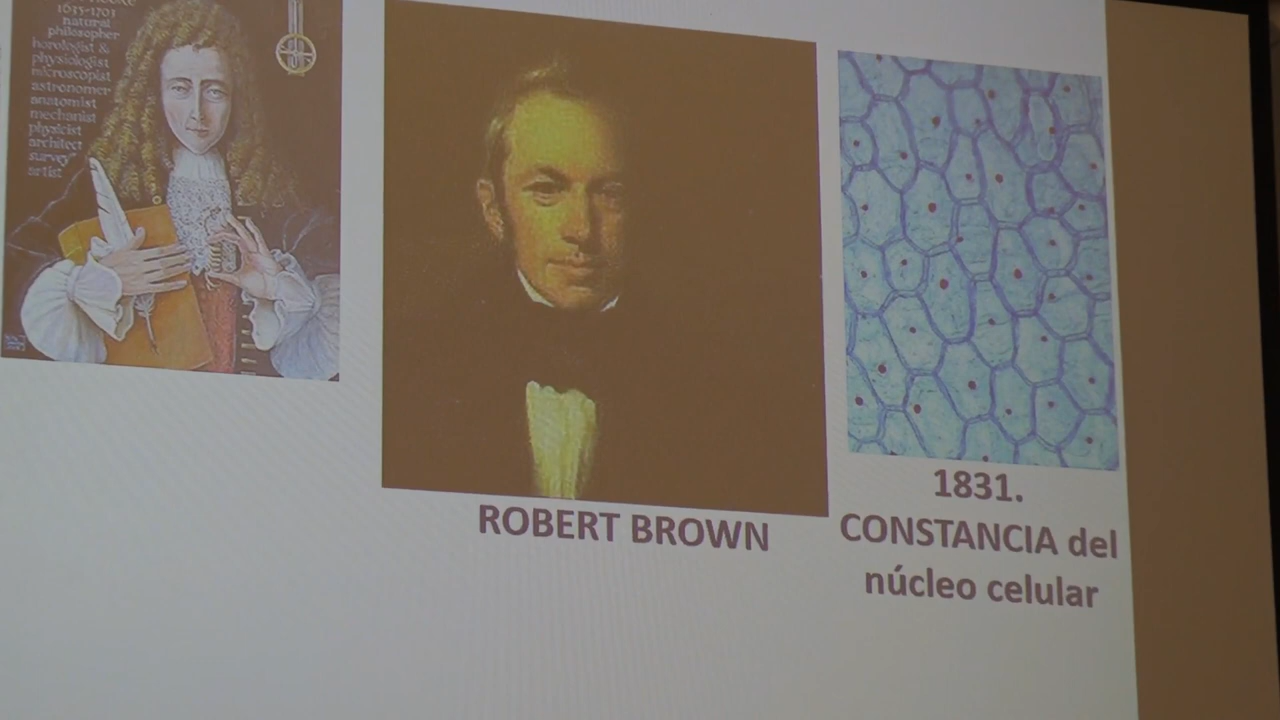 1635-1703
natural
philosopher
horologist &
physiologist
microscopist
astronomer
anatomist
mechanist
physicist
architect
survey
artist
ROBERT BROWN
1831.
CONSTANCIA del
núcleo celular